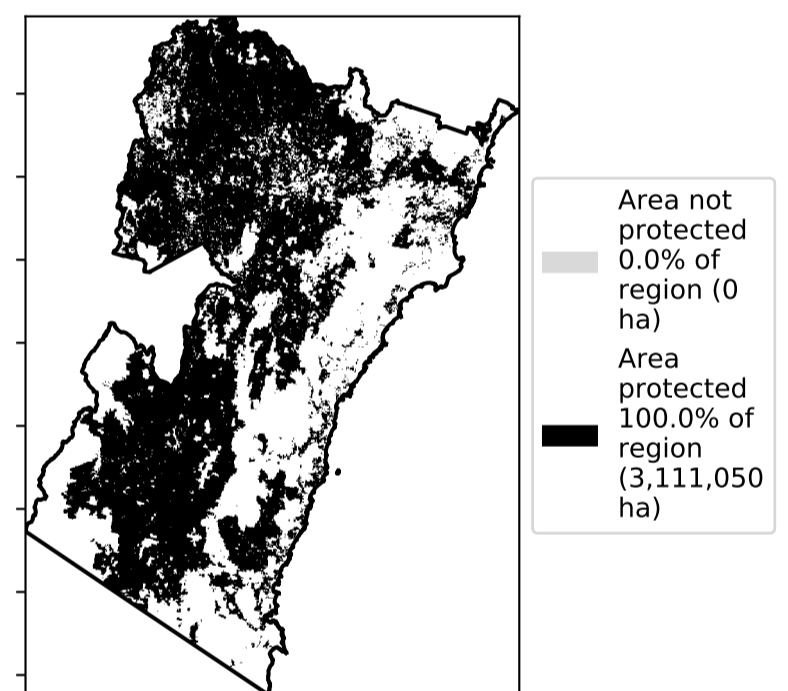 Area not
protected
0.0% of
region (0
ha)
Area
protected
100.0% of
region
(3,111,050
ha)